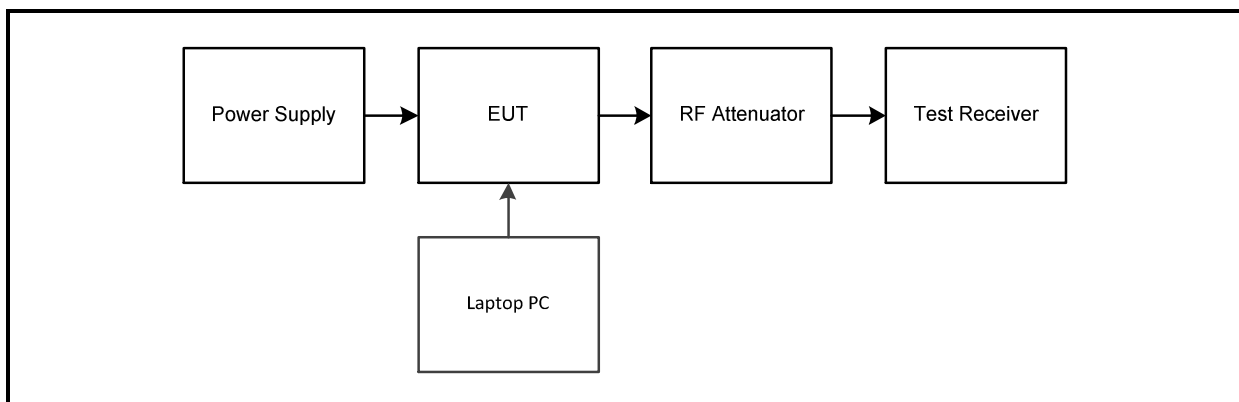 Power Supply
EUT
RF Attenuator
Test Receiver
Laptop PC